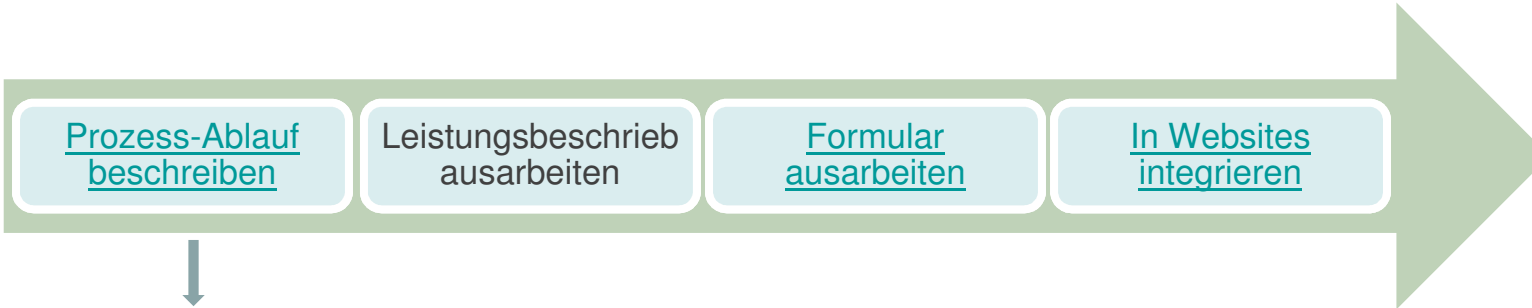 Prozess-Ablauf
beschreiben
Leistungsbeschrieb
ausarbeiten
Formular
ausarbeiten
In Websites
integrieren